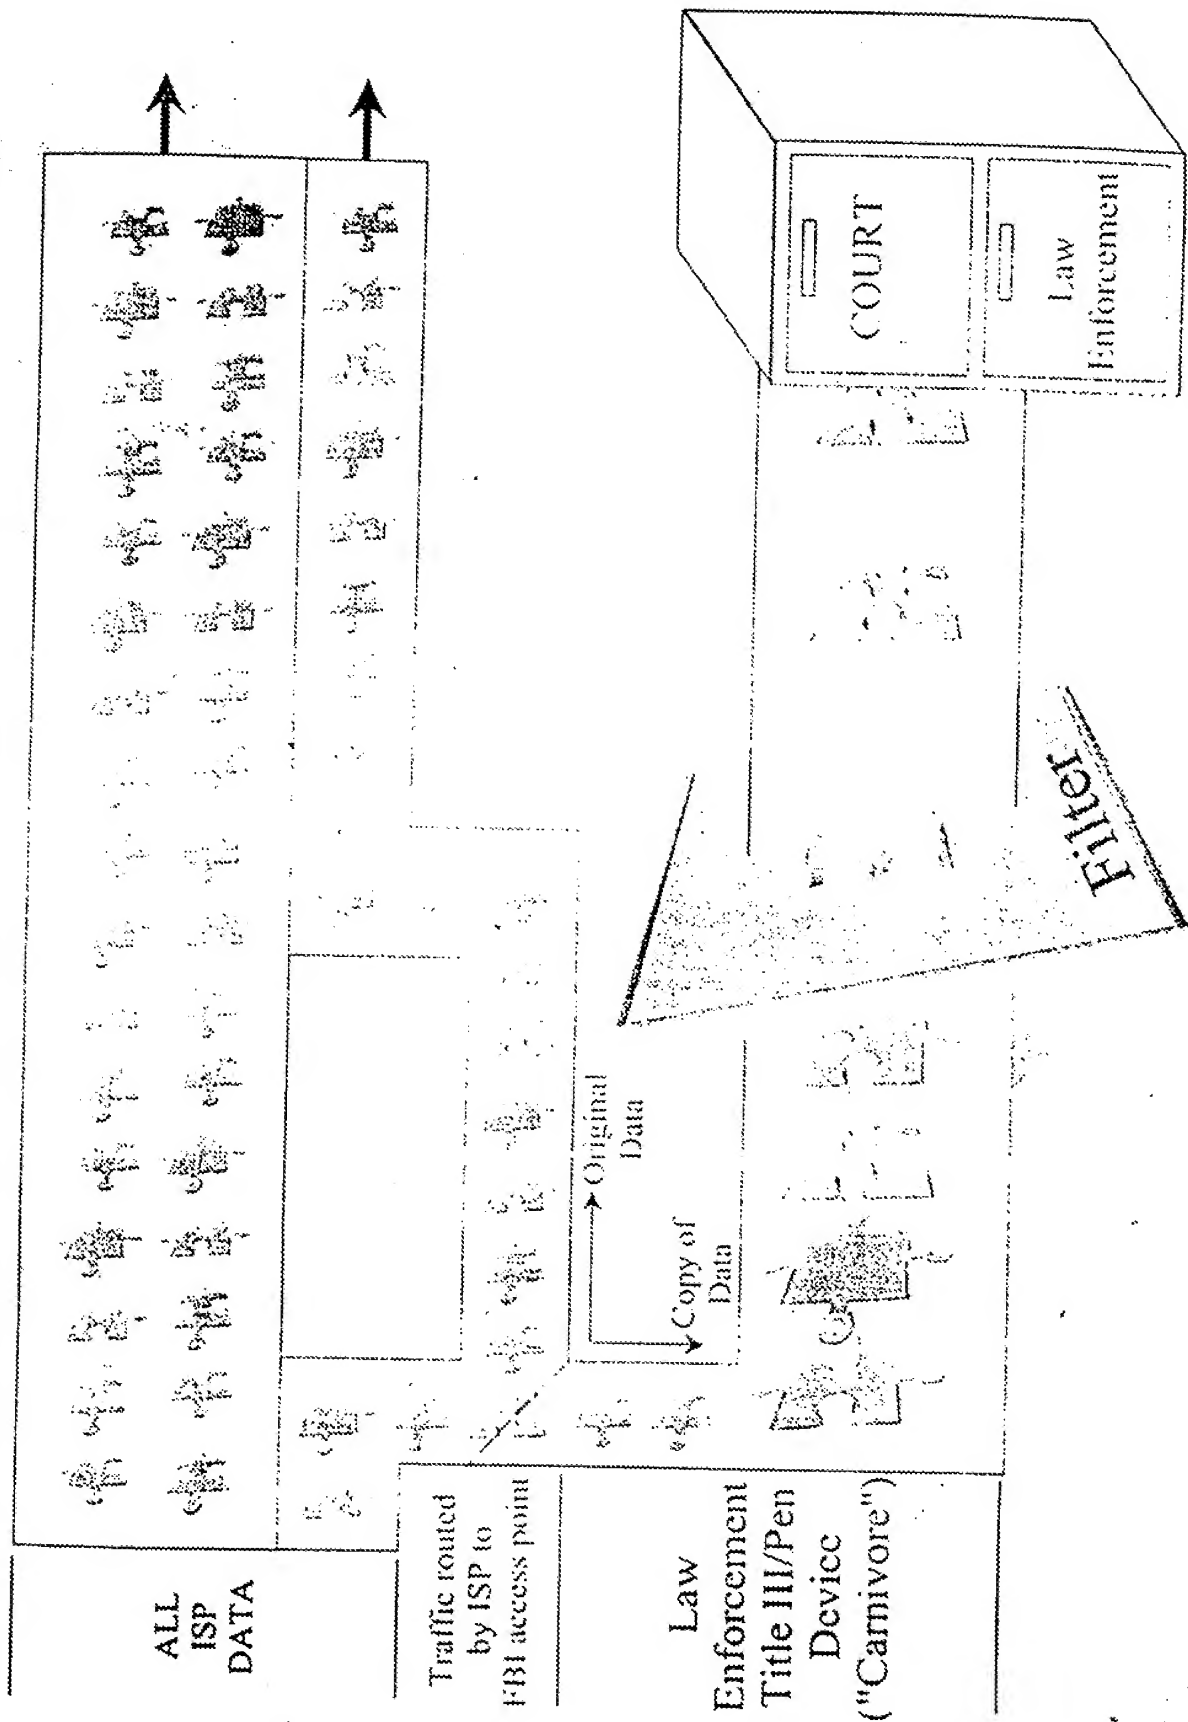 ALL
ISP
DATA
Traffic routed
by ISP to
FBI access point
Law
Enforcement
Title III/Pen
Device
("Carnivore")
Original
Data
Copy of
Data
Filter
COURT
Law
Enforcement